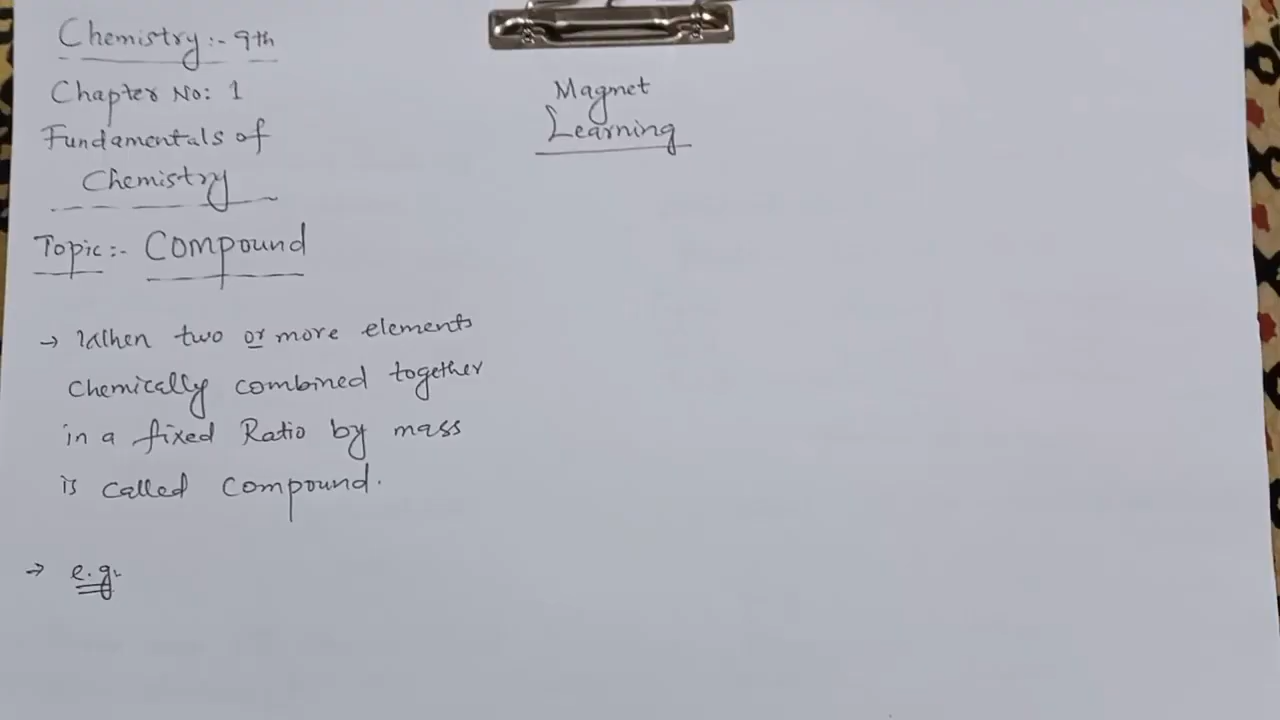 Chemistry:- 9th
Chapter No: 1
Fundamentals of
Chemistry
Magnet
Learning
Topic:- Compound
→ When two or more elements
chemically combined together
in a fixed Ratio by mass
is called compound.
→ e.g.